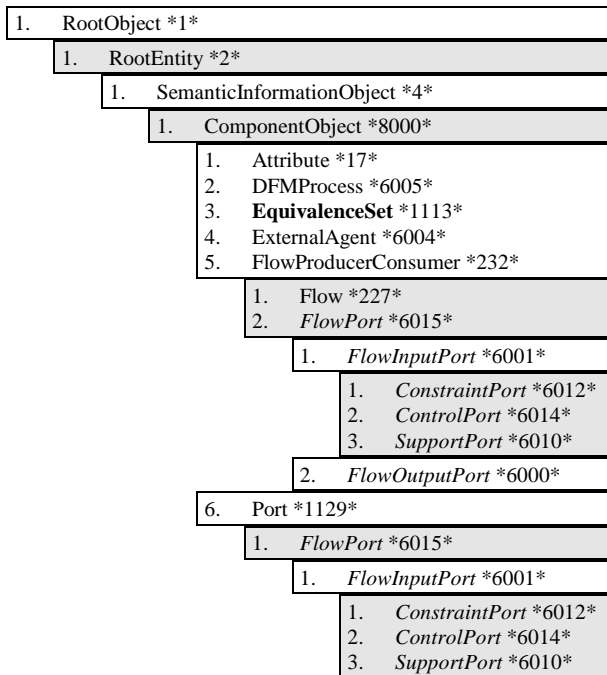 1. RootObject *1*
1. RootEntity *2*
1. SemanticInformationObject *4*
1. ComponentObject *8000*
1. Attribute *17*
2. DFMProcess *6005*
3. EquivalenceSet *1113*
4. ExternalAgent *6004*
5. FlowProducerConsumer *232*
1. Flow *227*
2. FlowPort *6015*
1. FlowInputPort *6001*
1. ConstraintPort *6012*
2. ControlPort *6014*
3. SupportPort *6010*
2. FlowOutputPort *6000*
6. Port *1129*
1. FlowPort *6015*
1. FlowInputPort *6001*
1. ConstraintPort *6012*
2. ControlPort *6014*
3. SupportPort *6010*